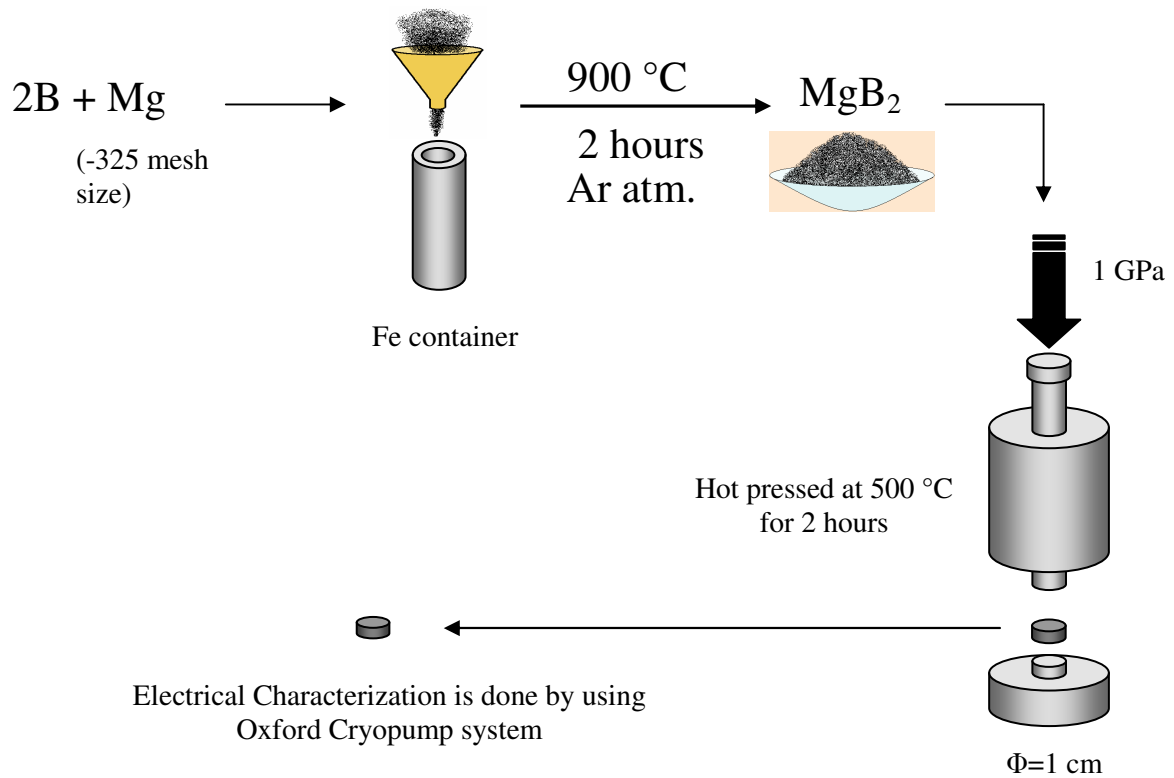 2B + Mg
(-325 mesh
size)
Fe container
900 °C
2 hours
Ar atm.
MgB₂
1 GPa
Hot pressed at 500 °C
for 2 hours
Electrical Characterization is done by using
Oxford Cryopump system
Φ=1 cm